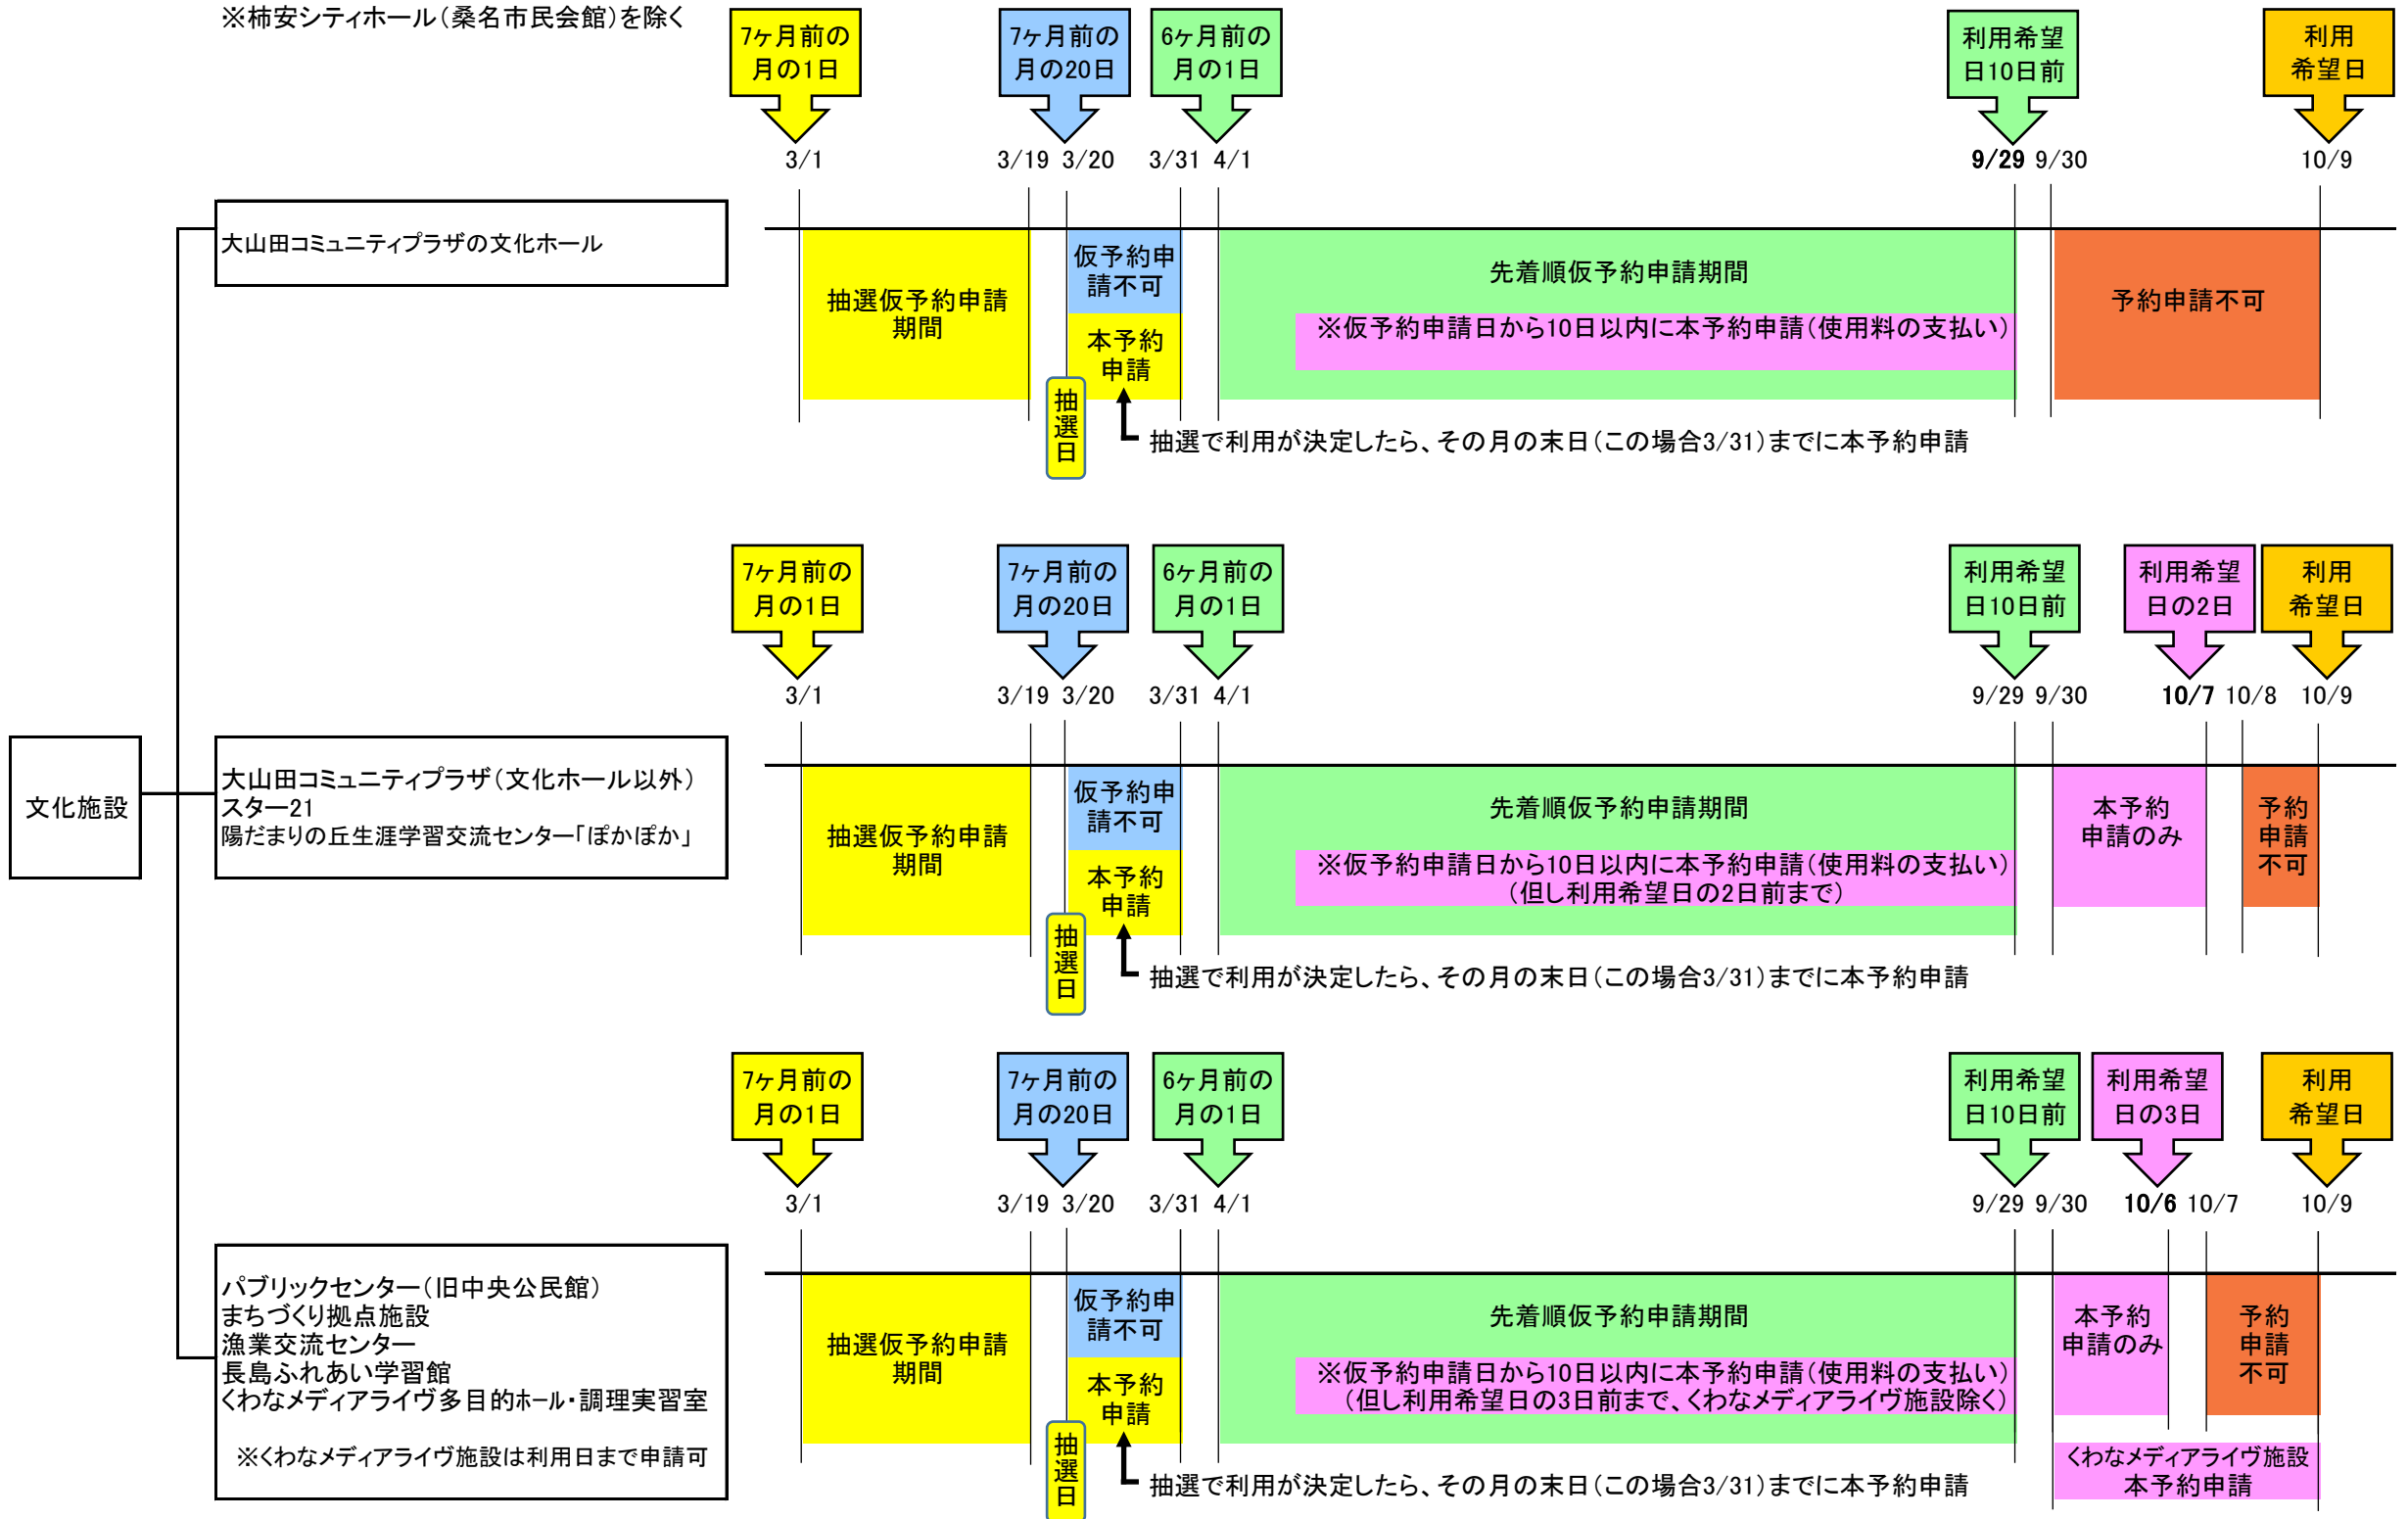 ※柿安シティホール（桑名市民会館）を除く
7ヶ月前の
月の1日
7ヶ月前の
月の20日
6ヶ月前の
月の1日
利用希望
日10日前
利用
希望日
3/1
3/19
3/20
3/31
4/1
9/29
9/30
10/9
大山田コミュニティプラザの文化ホール
抽選仮予約申請
期間
仮予約申
請不可
本予約
申請
抽選日
先着順仮予約申請期間
※仮予約申請日から10日以内に本予約申請（使用料の支払い）
予約申請不可
抽選で利用が決定したら、その月の末日（この場合3/31）までに本予約申請
文化施設
7ヶ月前の
月の1日
7ヶ月前の
月の20日
6ヶ月前の
月の1日
利用希望
日10日前
利用希望
日の2日
利用
希望日
3/1
3/19
3/20
3/31
4/1
9/29
9/30
10/7
10/8
10/9
大山田コミュニティプラザ（文化ホール以外）
スター21
陽だまりの丘生涯学習交流センター「ぽかぽか」
抽選仮予約申請
期間
仮予約申
請不可
本予約
申請
抽選日
先着順仮予約申請期間
※仮予約申請日から10日以内に本予約申請（使用料の支払い）
（但し利用希望日の2日前まで）
本予約
申請のみ
予約
申請
不可
抽選で利用が決定したら、その月の末日（この場合3/31）までに本予約申請
7ヶ月前の
月の1日
7ヶ月前の
月の20日
6ヶ月前の
月の1日
利用希望
日10日前
利用希望
日の3日
利用
希望日
3/1
3/19
3/20
3/31
4/1
9/29
9/30
10/6
10/7
10/9
パブリックセンター（旧中央公民館）
まちづくり拠点施設
漁業交流センター
長島ふれあい学習館
くわなメディアライヴ多目的ﾎｰﾙ・調理実習室
※くわなメディアライヴ施設は利用日まで申請可
抽選仮予約申請
期間
仮予約申
請不可
本予約
申請
抽選日
先着順仮予約申請期間
※仮予約申請日から10日以内に本予約申請（使用料の支払い）
（但し利用希望日の3日前まで、くわなメディアライヴ施設除く）
本予約
申請のみ
予約
申請
不可
くわなメディアライヴ施設
本予約申請
抽選で利用が決定したら、その月の末日（この場合3/31）までに本予約申請